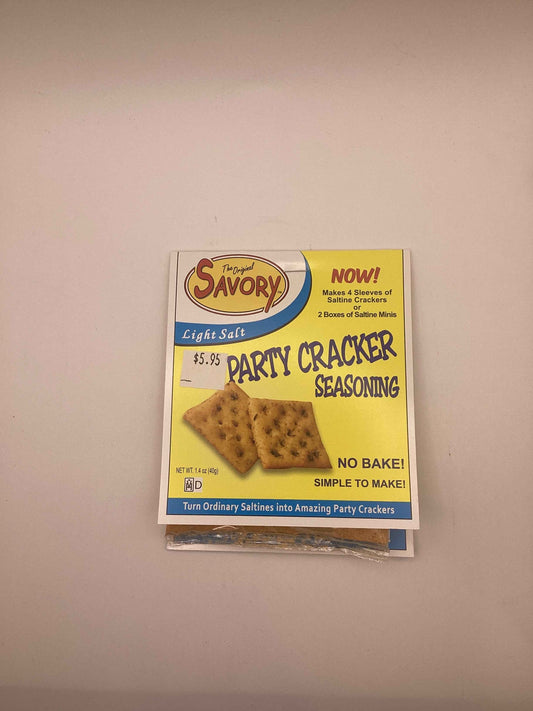 The Original
SAVORY
NOW!
Makes 4 Sleeves of
Saltine Crackers
or
2 Boxes of Saltine Minis
Light Salt
$5.95
PARTY CRACKER
SEASONING
NO BAKE!
NET WT. 1.4 oz (40g)
SIMPLE TO MAKE!
D
Turn Ordinary Saltines into Amazing Party Crackers